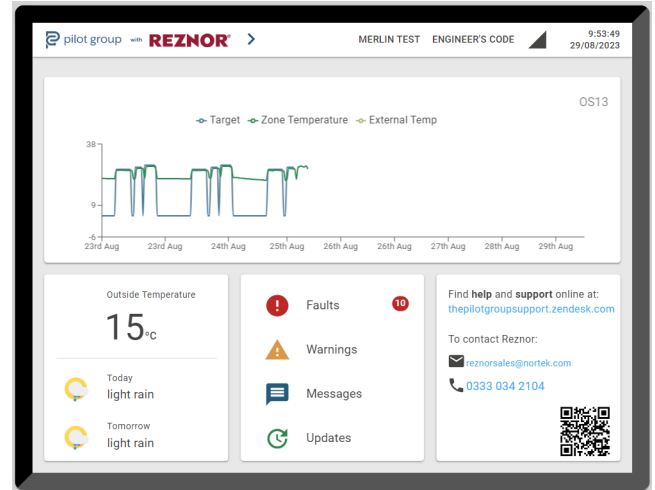 pilot group with REZNOR
MERLIN TEST ENGINEER'S CODE
9:53:49
29/08/2023
OS13
Target Zone Temperature External Temp
38
9
-6
23rd Aug 23rd Aug 24th Aug 25th Aug 26th Aug 26th Aug 27th Aug 28th Aug 29th Aug
Outside Temperature
15°C
Today
light rain
Tomorrow
light rain
Faults 10
Warnings
Messages
Updates
Find help and support online at:
thepilotgroupsupport.zendesk.com
To contact Reznor:
reznorsales@nortek.com
0333 034 2104